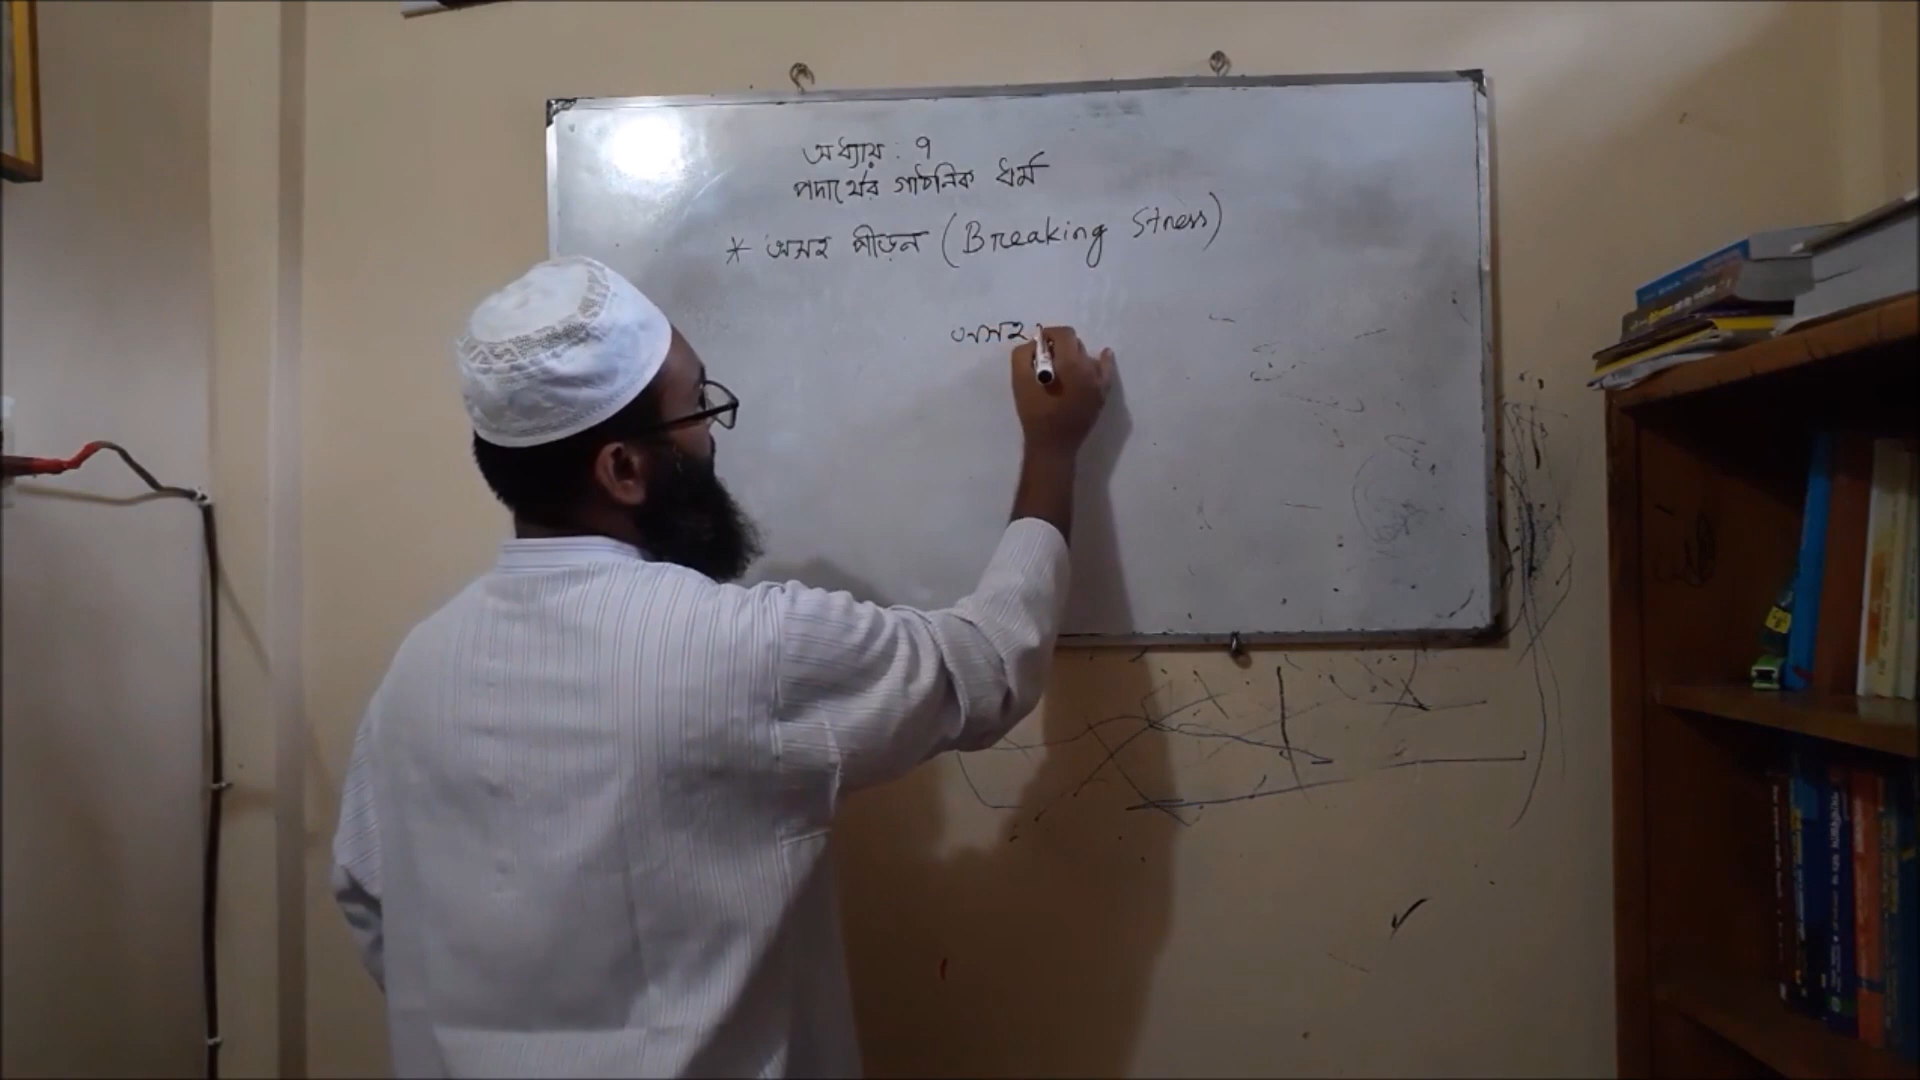 অধ্যায় : ৭
পদার্থের গাঠনিক ধর্ম
* অসহ পীড়ন (Breaking Stress)
অসহ